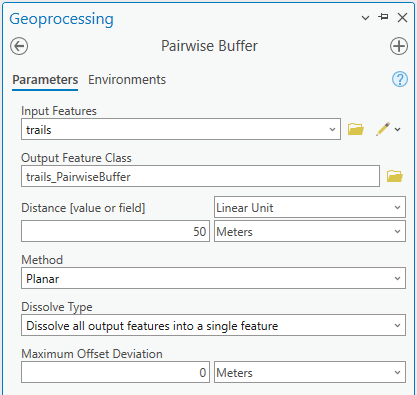 Geoprocessing
Pairwise Buffer
Parameters Environments
?
Input Features
trails
Output Feature Class
trails_PairwiseBuffer
Distance [value or field] Linear Unit
50 Meters
Method
Planar
Dissolve Type
Dissolve all output features into a single feature
Maximum Offset Deviation
0 Meters